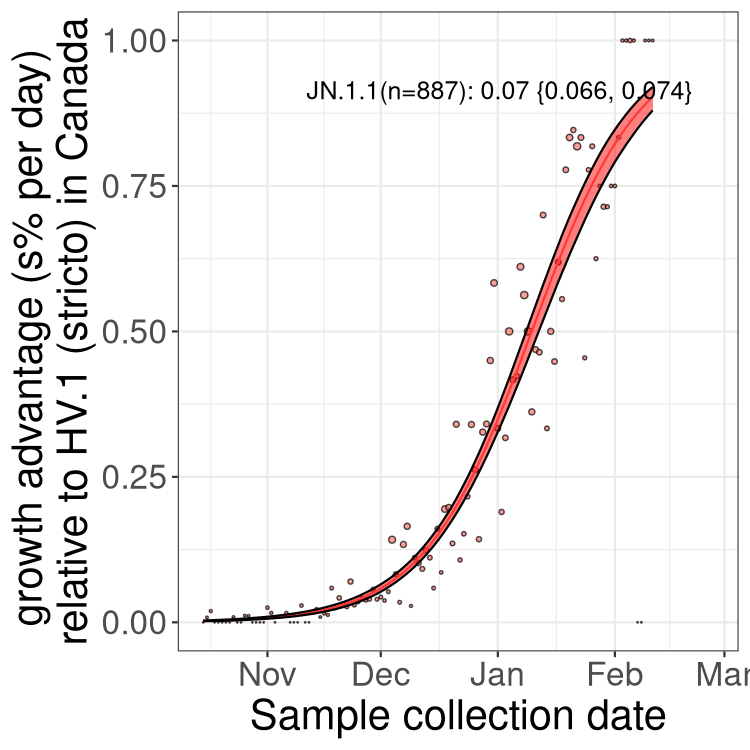 growth advantage (s% per day)
relative to HV.1 (stricto) in Canada
1.00
0.75
0.50
0.25
0.00
JN.1.1(n=887): 0.07 {0.066, 0.074}
Nov Dec Jan Feb Mar
Sample collection date